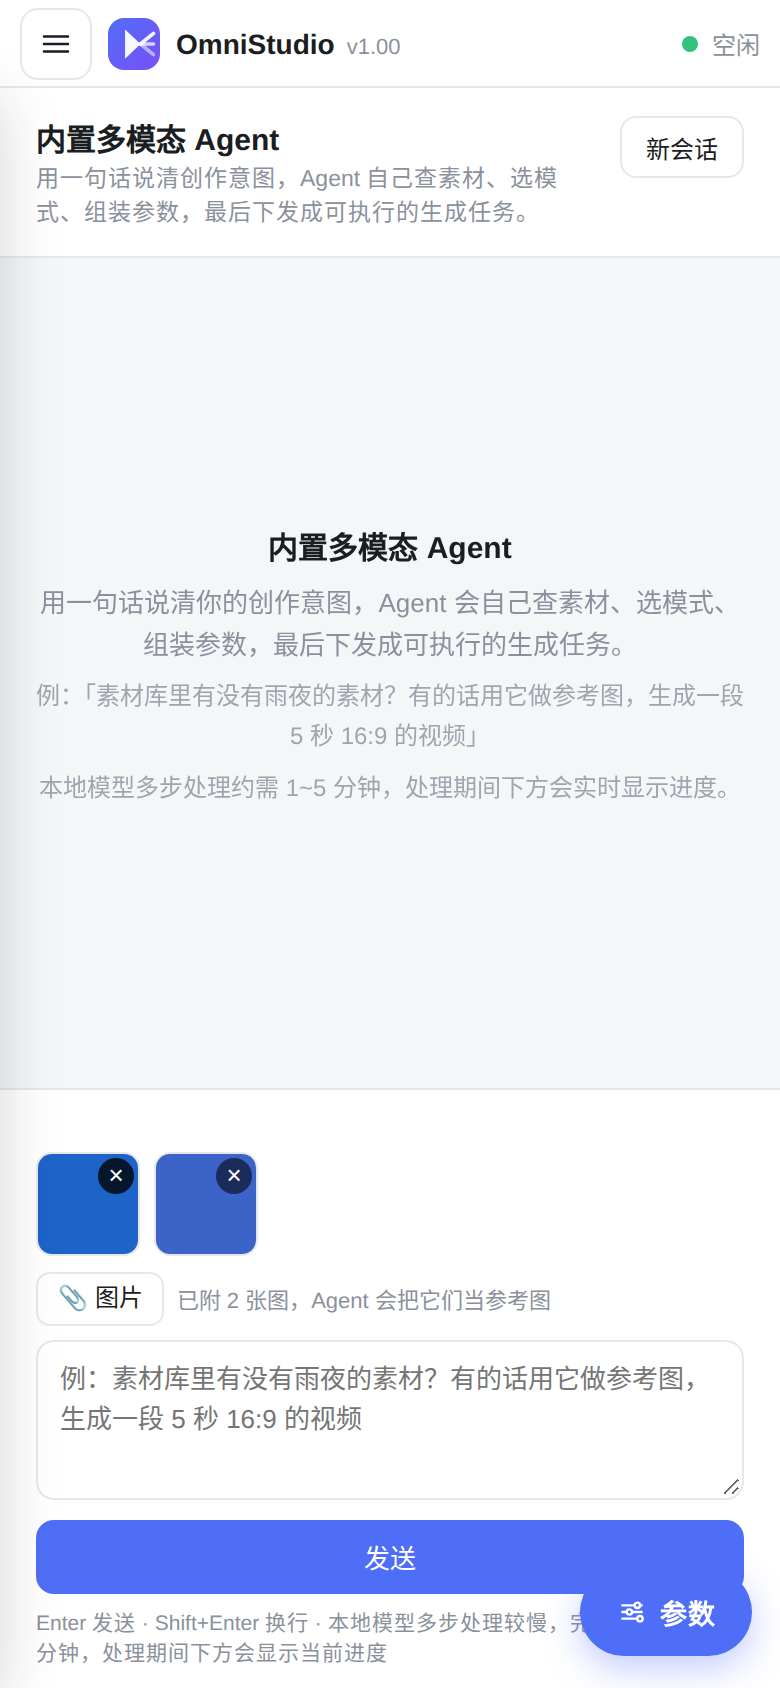 OmniStudio v1.00
空闲
内置多模态 Agent
新会话
用一句话说清创作意图，Agent 自己查素材、选模
式、组装参数，最后下发成可执行的生成任务。
内置多模态 Agent
用一句话说清你的创作意图，Agent 会自己查素材、选模式、
组装参数，最后下发成可执行的生成任务。
例：「素材库里有没有雨夜的素材？有的话用它做参考图，生成一段
5 秒 16:9 的视频」
本地模型多步处理约需 1~5 分钟，处理期间下方会实时显示进度。
📎 图片
已附 2 张图，Agent 会把它们当参考图
例：素材库里有没有雨夜的素材？有的话用它做参考图，
生成一段 5 秒 16:9 的视频
发送
参数
Enter 发送 · Shift+Enter 换行 · 本地模型多步处理较慢，
分钟，处理期间下方会显示当前进度